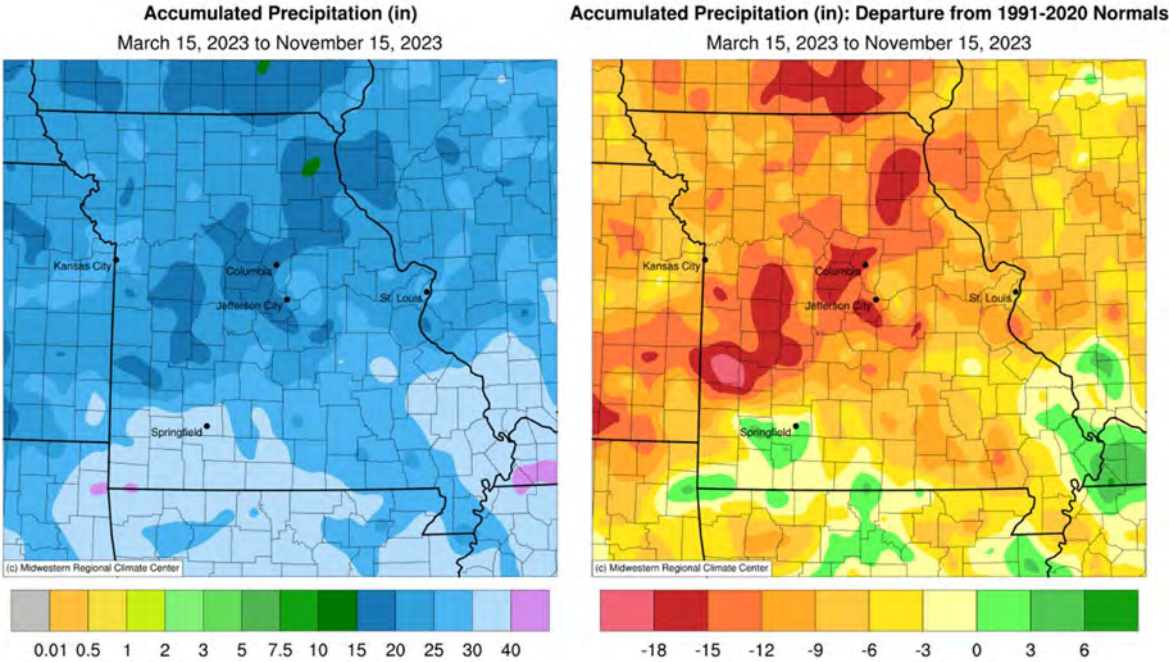 Accumulated Precipitation (in)
March 15, 2023 to November 15, 2023
Kansas City
Columbia
Jefferson City
St. Louis
Springfield
(c) Midwestern Regional Climate Center
0.01 0.5 1 2 3 5 7.5 10 15 20 25 30 40
Accumulated Precipitation (in): Departure from 1991-2020 Normals
March 15, 2023 to November 15, 2023
Kansas City
Columbia
Jefferson City
St. Louis
Springfield
(c) Midwestern Regional Climate Center
-18 -15 -12 -9 -6 -3 0 3 6